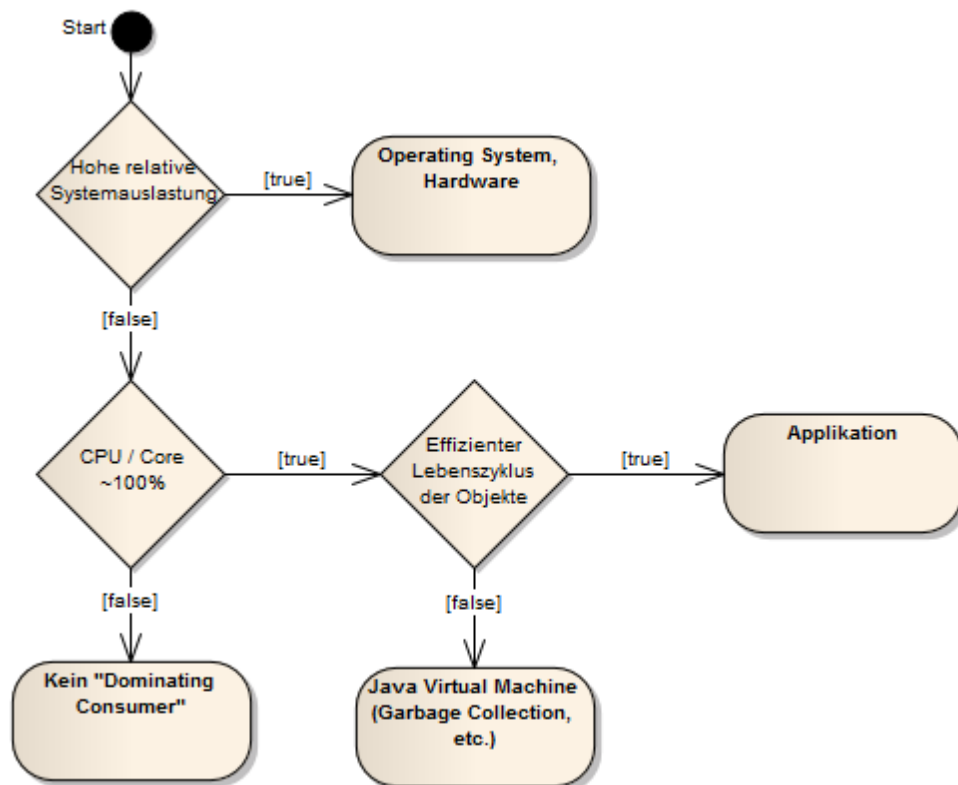 Start
Hohe relative
Systemauslastung
[true]
Operating System,
Hardware
[false]
CPU / Core
~100%
[true]
Effizienter
Lebenszyklus
der Objekte
[true]
Applikation
[false]
[false]
Kein "Dominating
Consumer"
Java Virtual Machine
(Garbage Collection,
etc.)